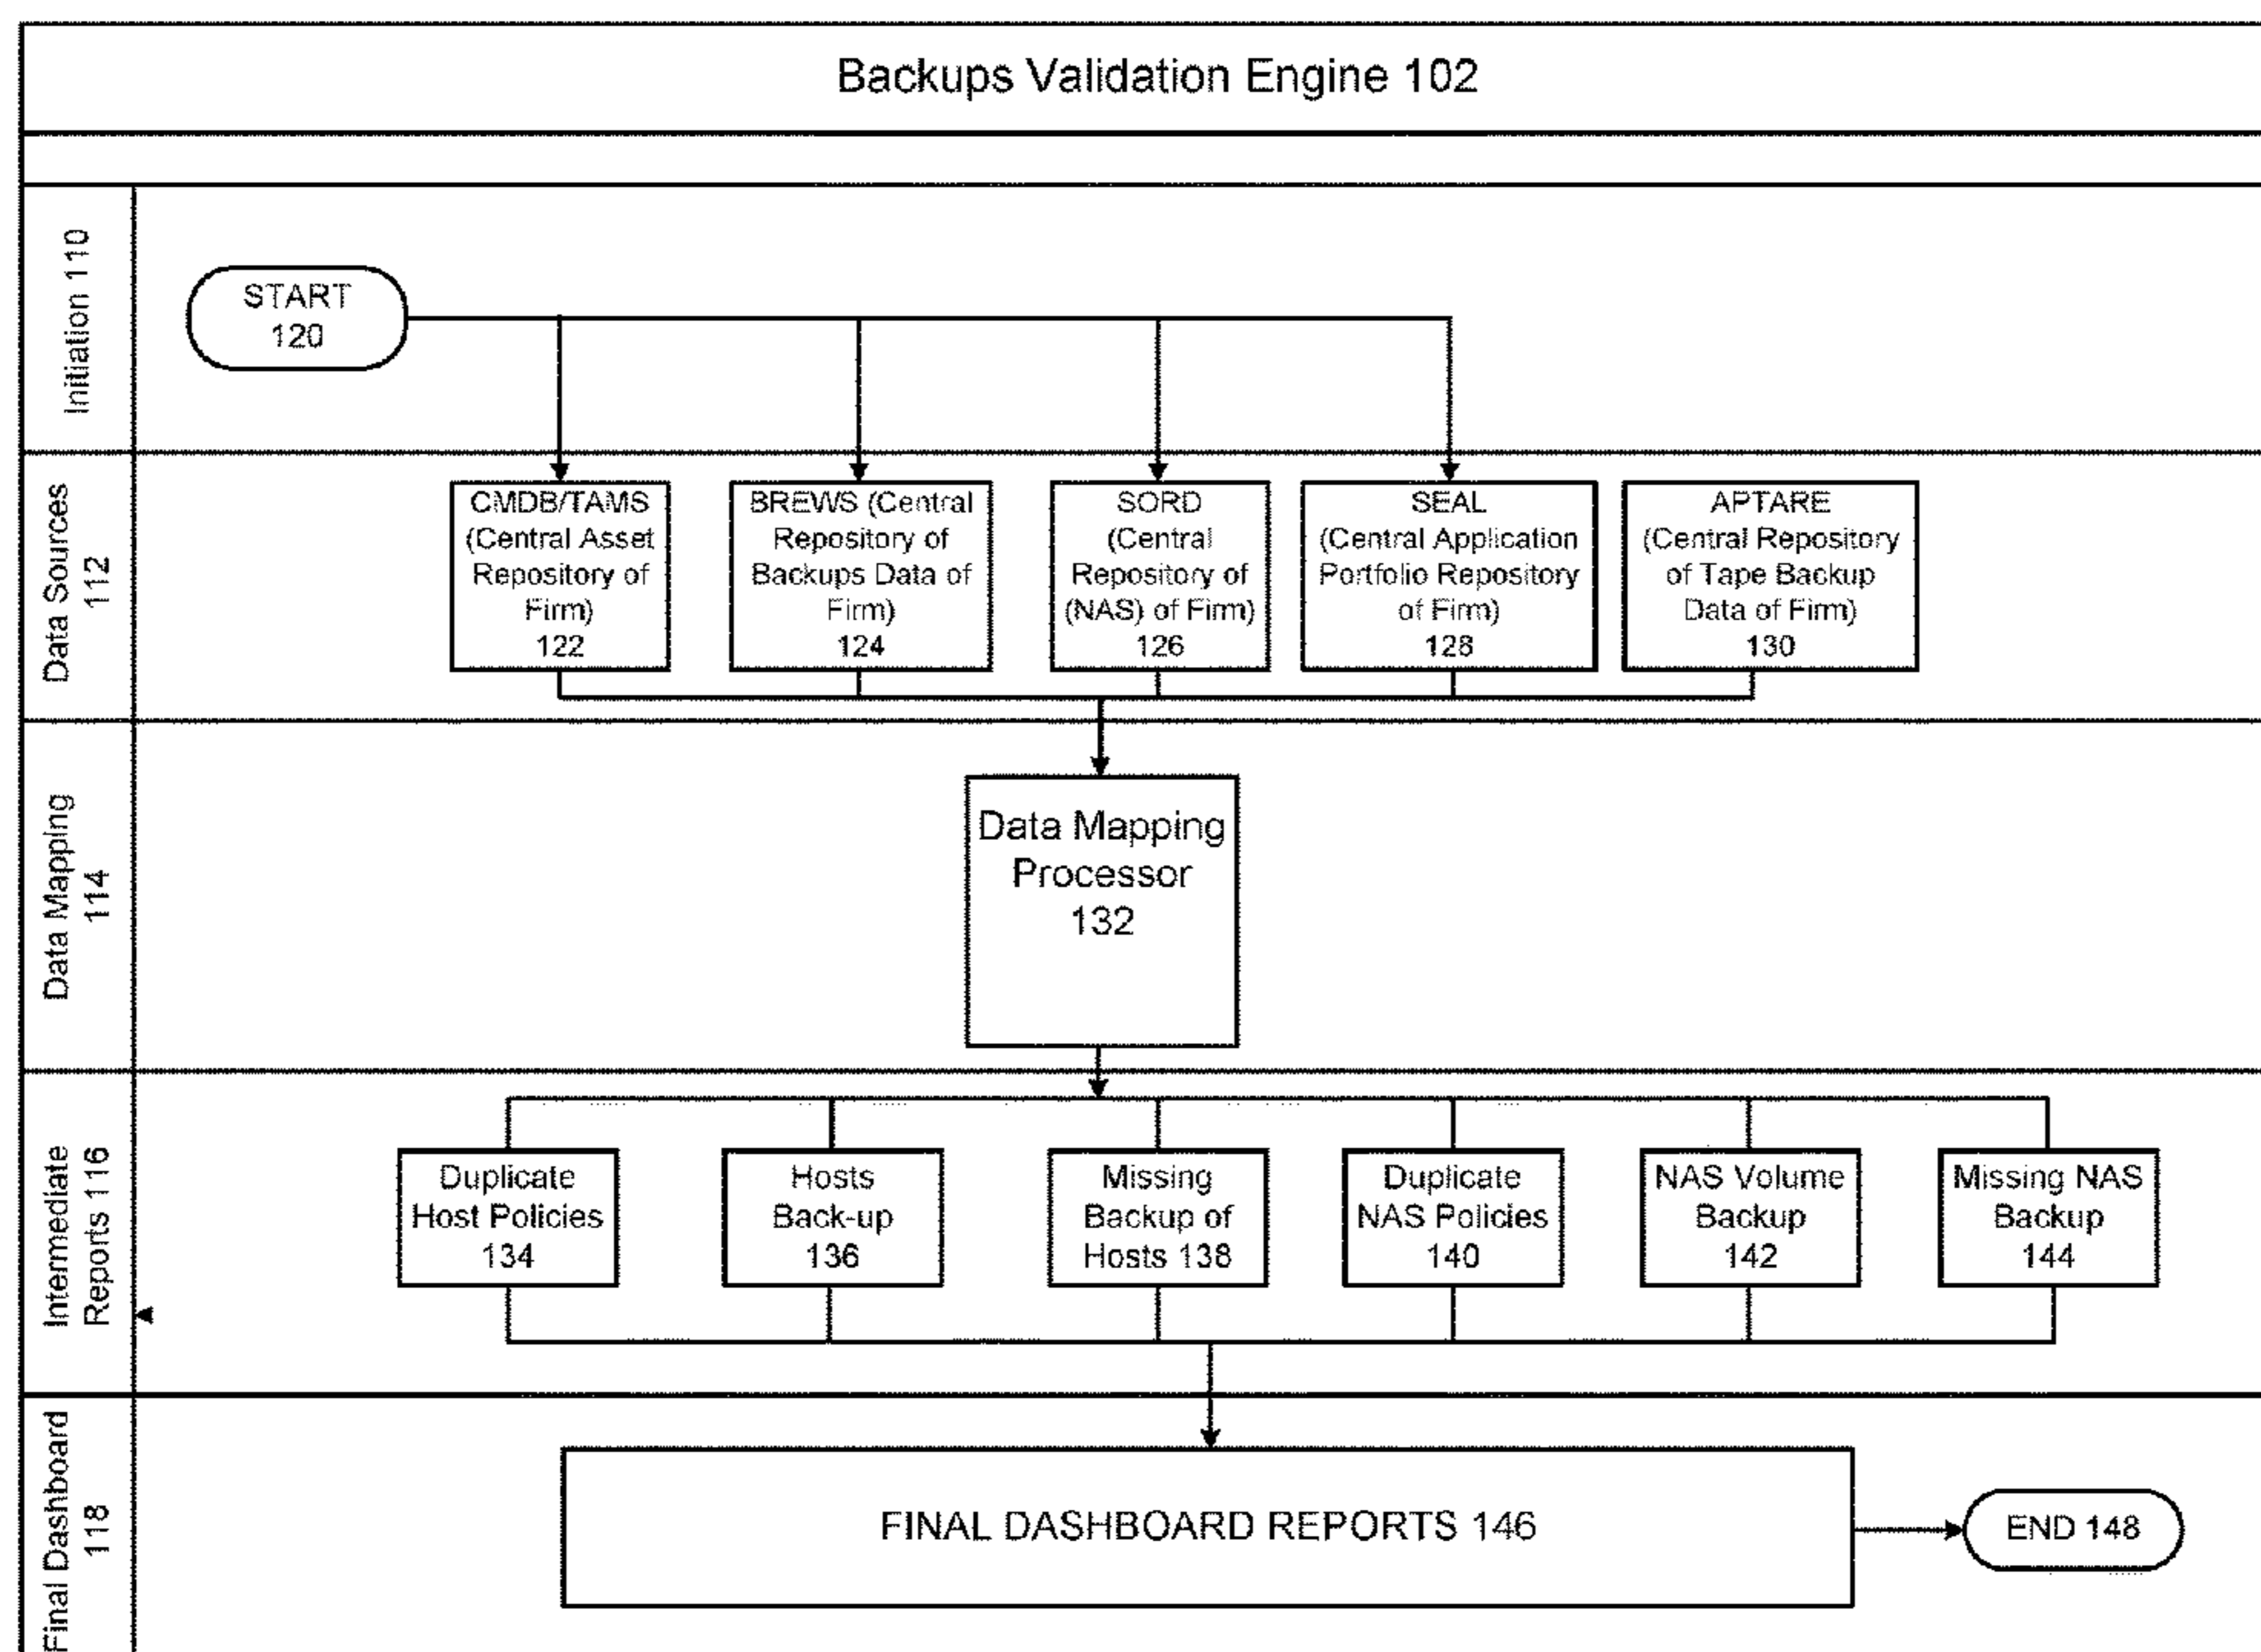 Backups Validation Engine 102
Initiation 110
START
120
Data Sources
112
CMDB/TAMS
(Central Asset
Repository of
Firm)
122
BREWS (Central
Repository of
Backups Data of
Firm)
124
SORD
(Central
Repository of
(NAS) of Firm)
126
SEAL
(Central Application
Portfolio Repository
of Firm)
128
APTARE
(Central Repository
of Tape Backup
Data of Firm)
130
Data Mapping
114
Data Mapping
Processor
132
Intermediate
Reports 116
Duplicate
Host Policies
134
Hosts
Back-up
136
Missing
Backup of
Hosts 138
Duplicate
NAS Policies
140
NAS Volume
Backup
142
Missing NAS
Backup
144
Final Dashboard
118
FINAL DASHBOARD REPORTS 146
END 148